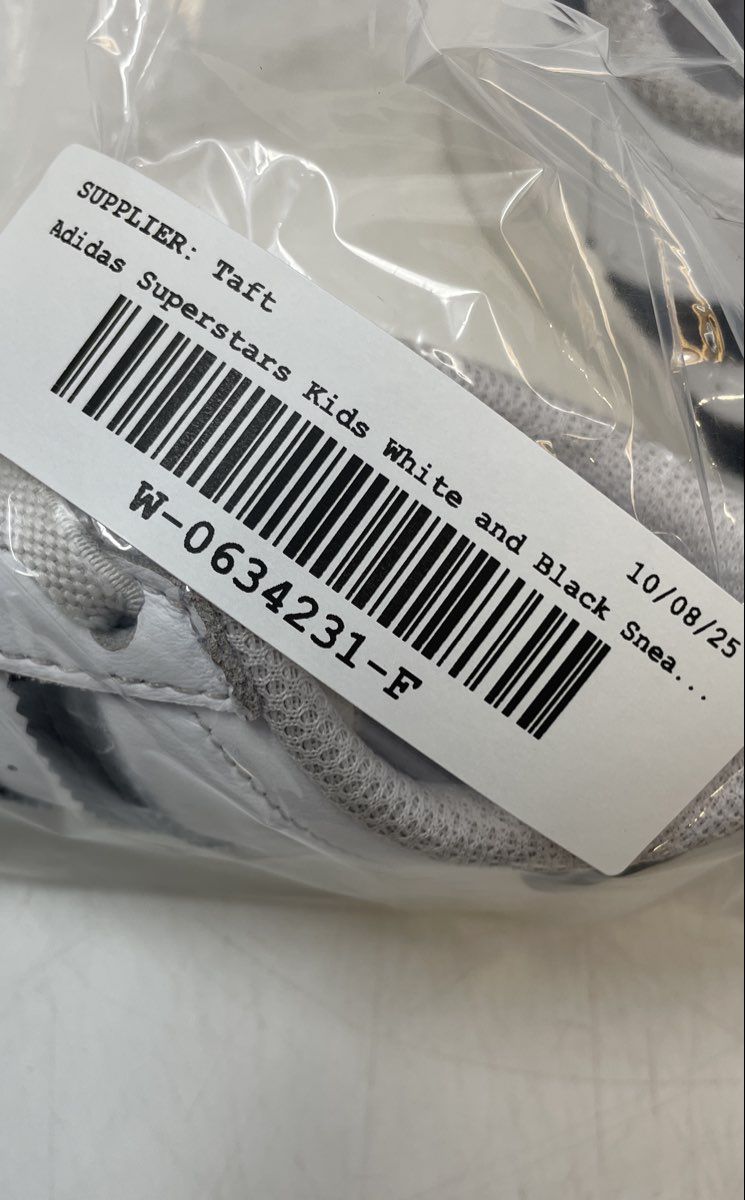 SUPPLIER: Taft
10/08/25
Adidas Superstars Kids White and Black Snea...
W-0634231-F